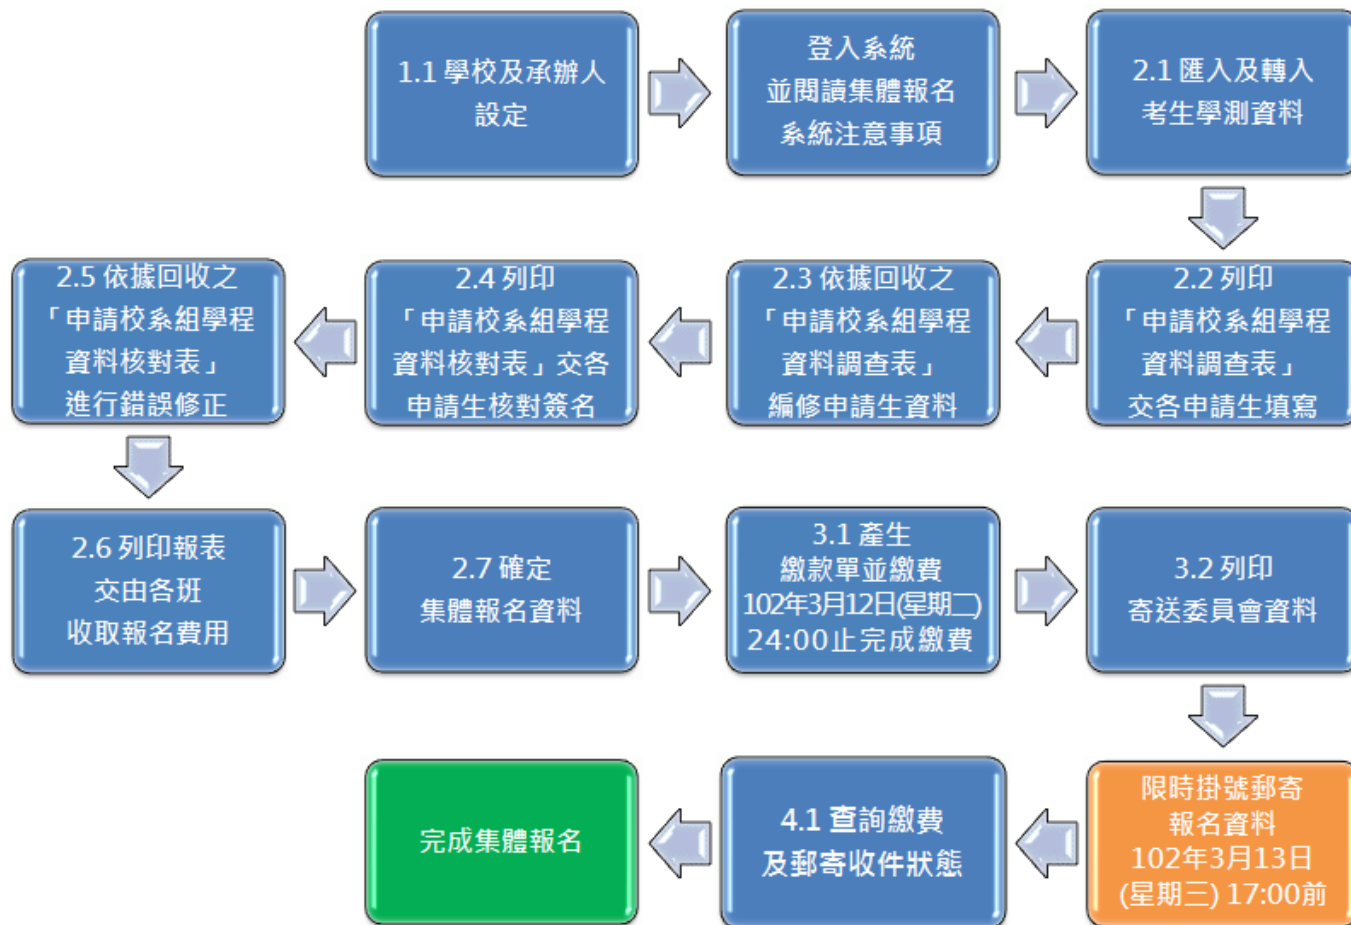 1.1 學校及承辦人
設定
登入系統
並閱讀集體報名
系統注意事項
2.1 匯入及轉入
考生學測資料
2.2 列印
「申請校系組學程
資料調查表」
交各申請生填寫
2.3 依據回收之
「申請校系組學程
資料調查表」
編修申請生資料
2.4 列印
「申請校系組學程
資料核對表」交各
申請生核對簽名
2.5 依據回收之
「申請校系組學程
資料核對表」
進行錯誤修正
2.6 列印報表
交由各班
收取報名費用
2.7 確定
集體報名資料
3.1 產生
繳款單並繳費
102年3月12日(星期二)
24:00止完成繳費
3.2 列印
寄送委員會資料
限時掛號郵寄
報名資料
102年3月13日
(星期三) 17:00前
4.1 查詢繳費
及郵寄收件狀態
完成集體報名